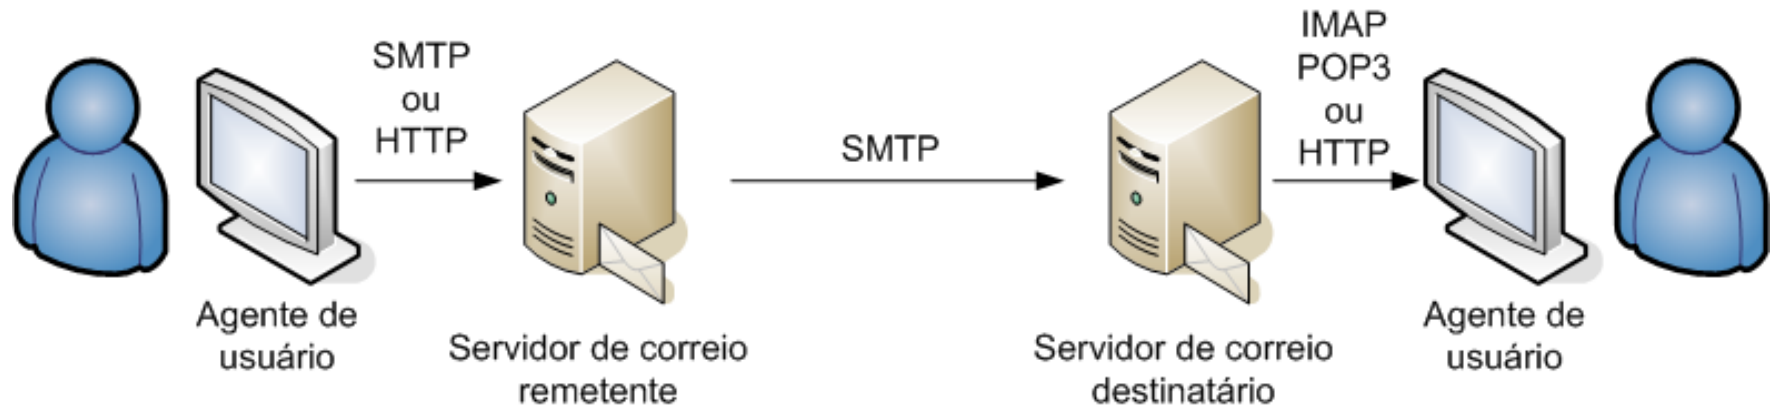 SMTP
ou
HTTP
SMTP
IMAP
POP3
ou
HTTP
Agente de
usuário
Servidor de correio
remetente
Servidor de correio
destinatário
Agente de
usuário